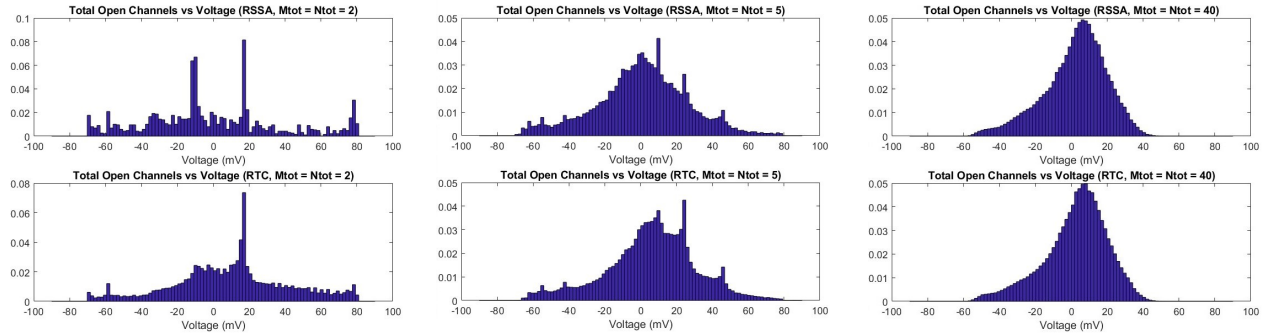 Total Open Channels vs Voltage (RSSA, Mtot = Ntot = 2)
0.1
0.08
0.06
0.04
0.02
0
-100 -80 -60 -40 -20 0 20 40 60 80 100
Voltage (mV)
Total Open Channels vs Voltage (RSSA, Mtot = Ntot = 5)
0.05
0.04
0.03
0.02
0.01
0
-100 -80 -60 -40 -20 0 20 40 60 80 100
Voltage (mV)
Total Open Channels vs Voltage (RSSA, Mtot = Ntot = 40)
0.05
0.04
0.03
0.02
0.01
0
-100 -80 -60 -40 -20 0 20 40 60 80 100
Voltage (mV)
Total Open Channels vs Voltage (RTC, Mtot = Ntot = 2)
0.08
0.06
0.04
0.02
0
-100 -80 -60 -40 -20 0 20 40 60 80 100
Voltage (mV)
Total Open Channels vs Voltage (RTC, Mtot = Ntot = 5)
0.05
0.04
0.03
0.02
0.01
0
-100 -80 -60 -40 -20 0 20 40 60 80 100
Voltage (mV)
Total Open Channels vs Voltage (RTC, Mtot = Ntot = 40)
0.05
0.04
0.03
0.02
0.01
0
-100 -80 -60 -40 -20 0 20 40 60 80 100
Voltage (mV)